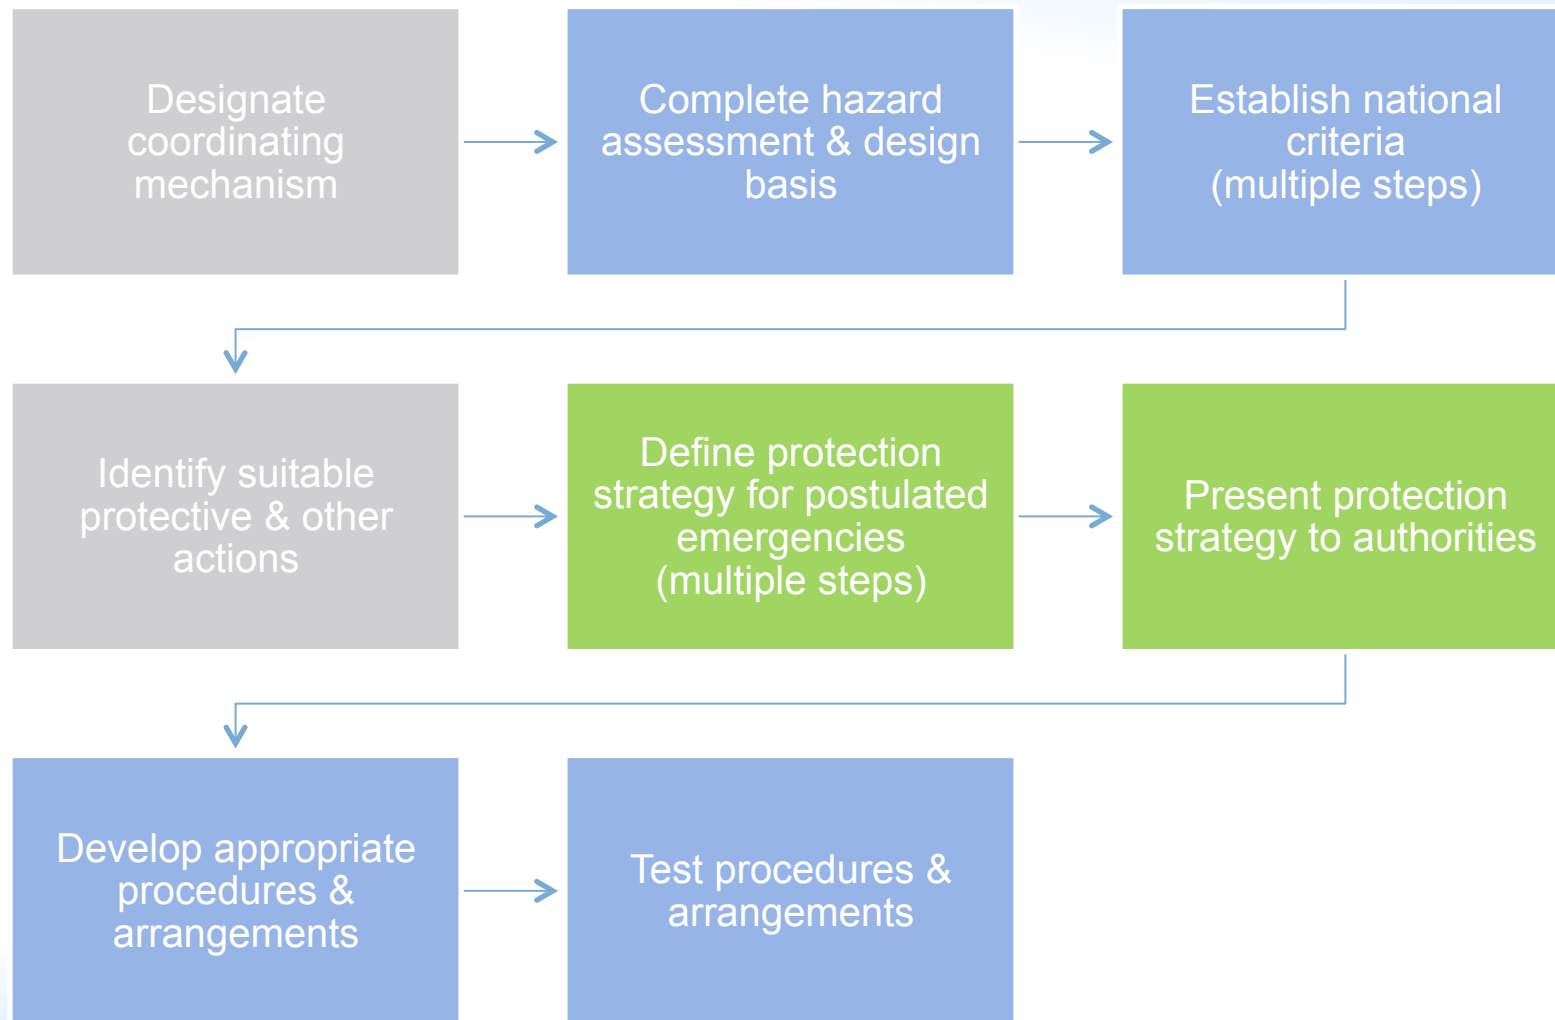 Designate
coordinating
mechanism
Complete hazard
assessment & design
basis
Establish national
criteria
(multiple steps)
Identify suitable
protective & other
actions
Define protection
strategy for postulated
emergencies
(multiple steps)
Present protection
strategy to authorities
Develop appropriate
procedures &
arrangements
Test procedures &
arrangements